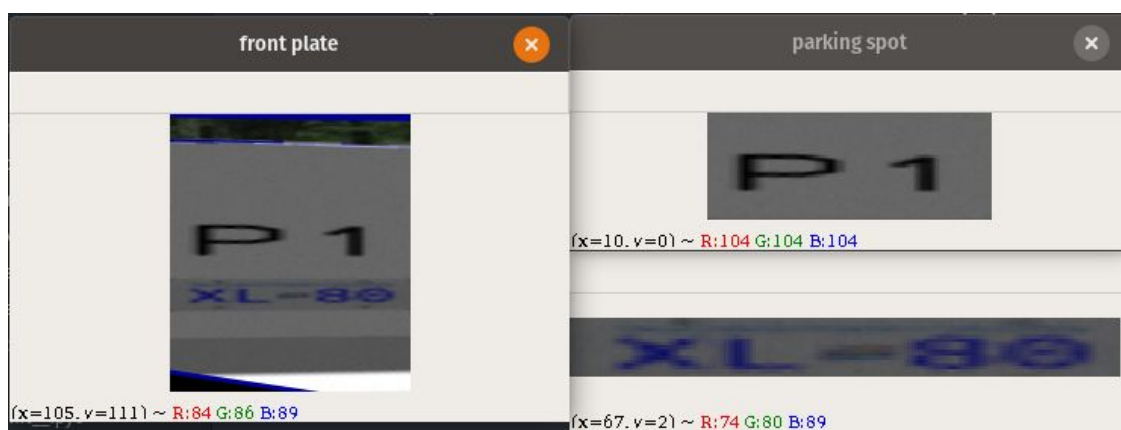 front plate
P 1
XL-80
(x=105, y=111) ~ R:84 G:86 B:89
parking spot
P 1
(x=10, y=0) ~ R:104 G:104 B:104
XL-80
(x=67, y=2) ~ R:74 G:80 B:89